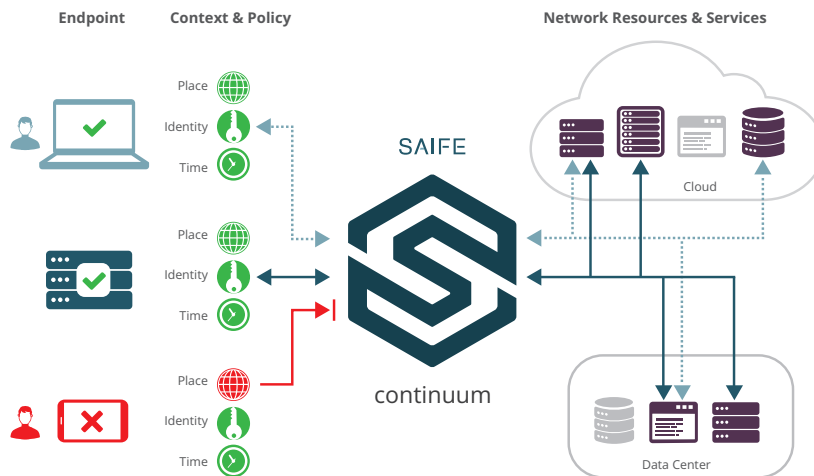 Endpoint
Context & Policy
Network Resources & Services
Place
Identity
Time
SAIFE
Cloud
Place
Identity
Time
continuum
Place
Identity
Time
Data Center